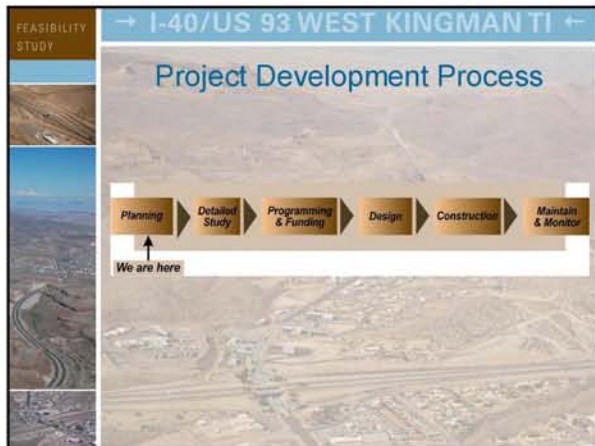 FEASIBILITY
STUDY
→ I-40/US 93 WEST KINGMAN TI ←
Project Development Process
Planning
Detailed
Study
Programming
& Funding
Design
Construction
Maintain
& Monitor
We are here